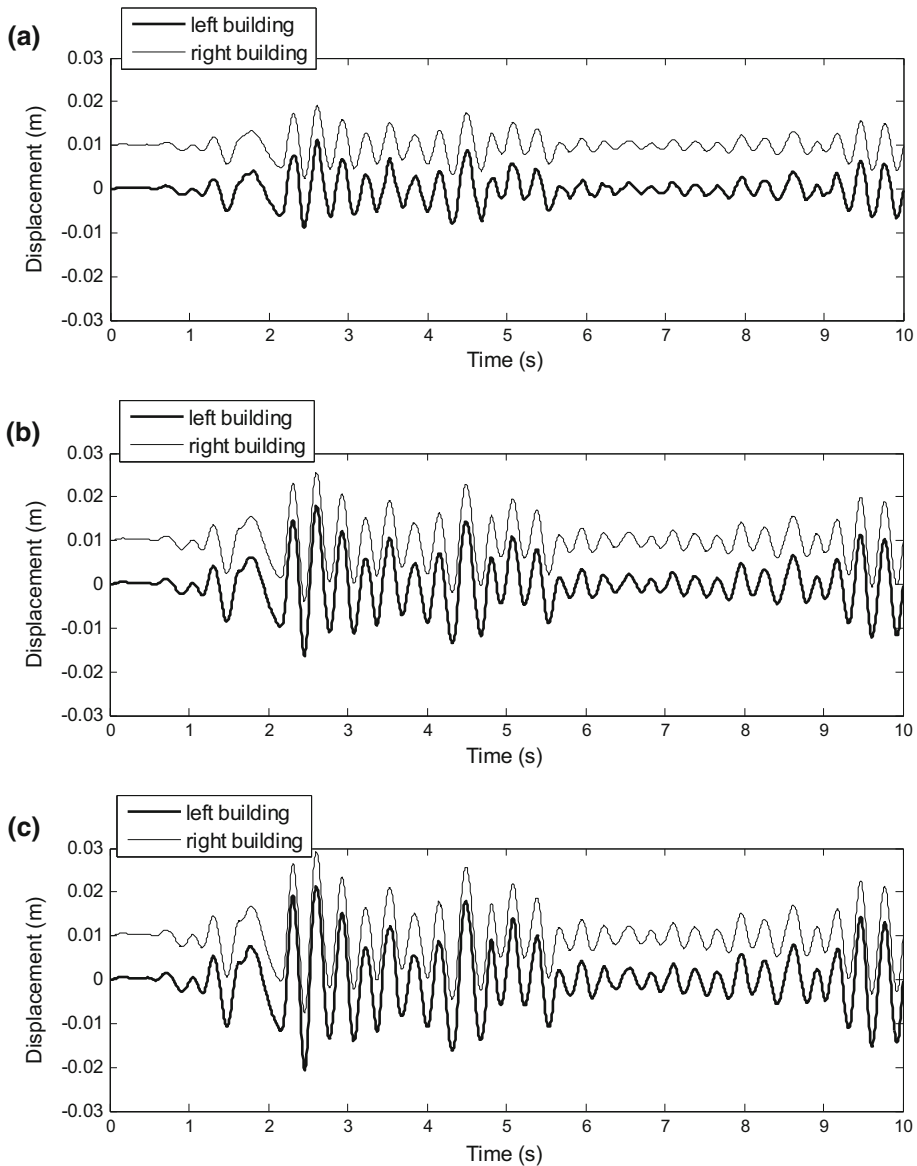 (a)
left building
right building
0.03
0.02
0.01
0
-0.01
-0.02
-0.03
Displacement (m)
0 1 2 3 4 5 6 7 8 9 10
Time (s)
(b)
left building
right building
0.03
0.02
0.01
0
-0.01
-0.02
-0.03
Displacement (m)
0 1 2 3 4 5 6 7 8 9 10
Time (s)
(c)
left building
right building
0.03
0.02
0.01
0
-0.01
-0.02
-0.03
Displacement (m)
0 1 2 3 4 5 6 7 8 9 10
Time (s)